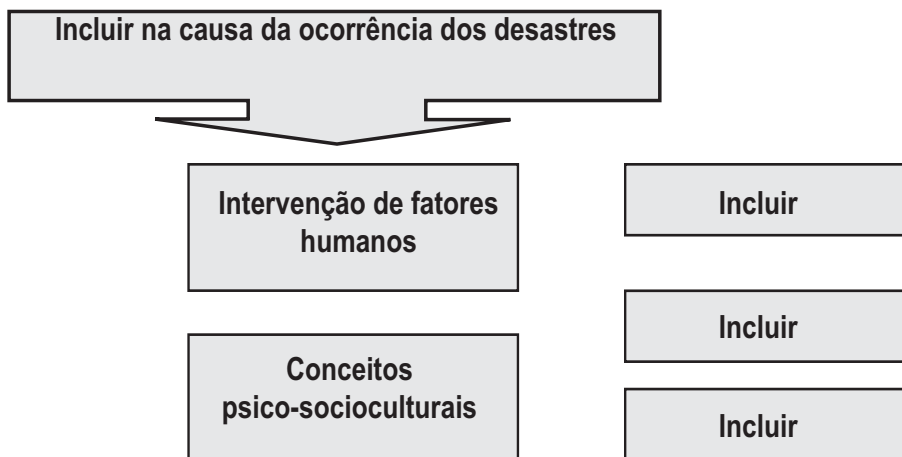 Incluir na causa da ocorrência dos desastres
Intervenção de fatores
humanos
Incluir
Incluir
Conceitos
psico-socioculturais
Incluir